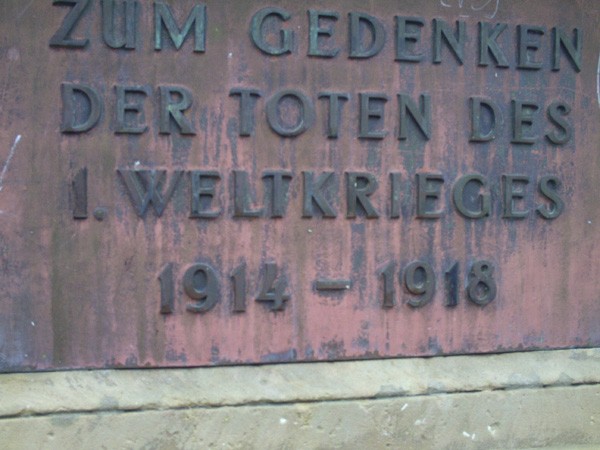 ZUM GEDENKEN
DER TOTEN DES
1. WELTKRIEGES
1914 – 1918